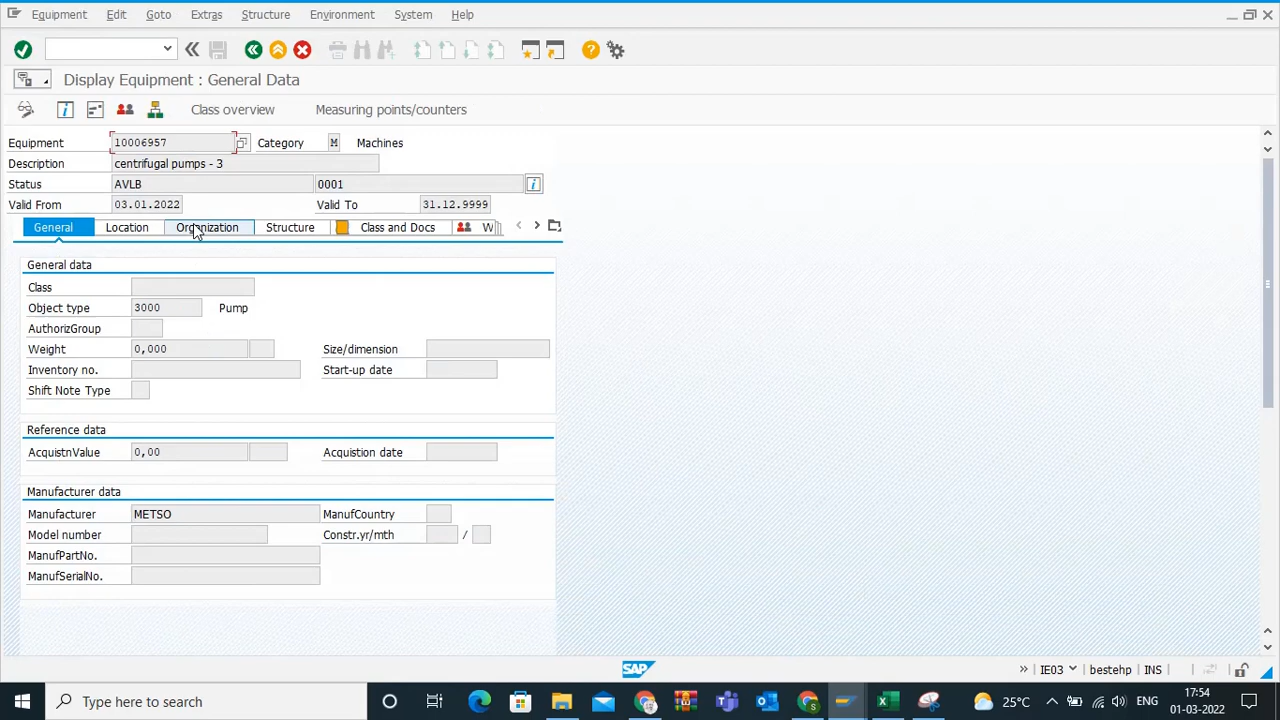 Equipment Edit Goto Extras Structure Environment System Help
Display Equipment : General Data
Class overview Measuring points/counters
Equipment 10006957 Category M Machines
Description centrifugal pumps - 3
Status AVLB 0001
Valid From 03.01.2022 Valid To 31.12.9999
General Location Organization Structure Class and Docs W
General data
Class
Object type 3000 Pump
AuthorizGroup
Weight 0,000 Size/dimension
Inventory no. Start-up date
Shift Note Type
Reference data
AcquistnValue 0,00 Acquistion date
Manufacturer data
Manufacturer METSO ManufCountry
Model number Constr.yr/mth /
ManufPartNo.
ManufSerialNo.
SAP IE03 bestehp INS
Type here to search 25°C ENG 17:54
01-03-2022